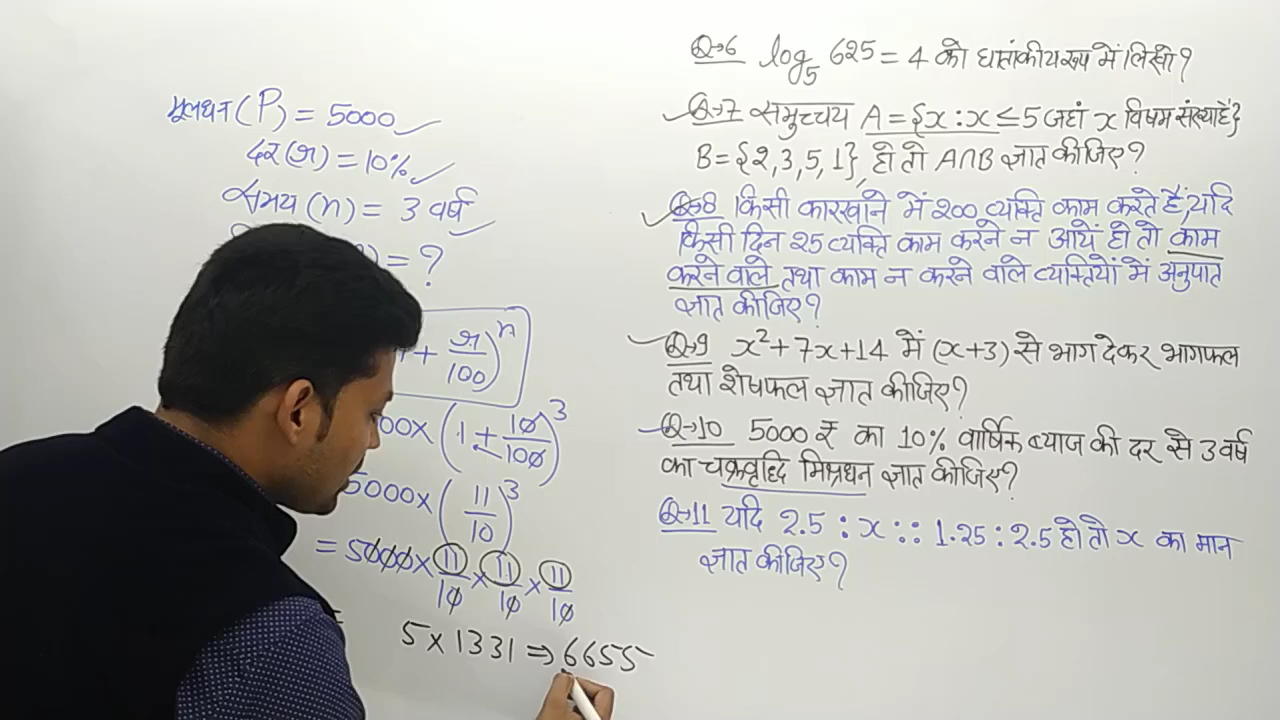 मूलधन (P) = 5000
दर (र) = 10%
समय (n) = 3 वर्ष
= ?
+ र/100)ⁿ
00 × (1 + 10/100)³
5000 × (11/10)³
= 5000 × 11/10 × 11/10 × 11/10
=
5 × 1331 ⇒ 6655
Q→6 log₅ 625 = 4 को घातांकीय रूप में लिखो?
Q→7 समुच्चय A = {x : x ≤ 5 जहां x विषम संख्या है}
B = {2, 3, 5, 1}, हो तो A∩B ज्ञात कीजिए?
Q→8 किसी कारखाने में 200 व्यक्ति काम करते हैं, यदि
किसी दिन 25 व्यक्ति काम करने न आयें हो तो काम
करने वाले तथा काम न करने वाले व्यक्तियों में अनुपात
ज्ञात कीजिए?
Q→9 x² + 7x + 14 में (x+3) से भाग देकर भागफल
तथा शेषफल ज्ञात कीजिए?
Q→10 5000 ₹ का 10% वार्षिक ब्याज की दर से 3 वर्ष
का चक्रवृद्धि मिश्रधन ज्ञात कीजिए?
Q→11 यदि 2.5 : x :: 1.25 : 2.5 हो तो x का मान
ज्ञात कीजिए?